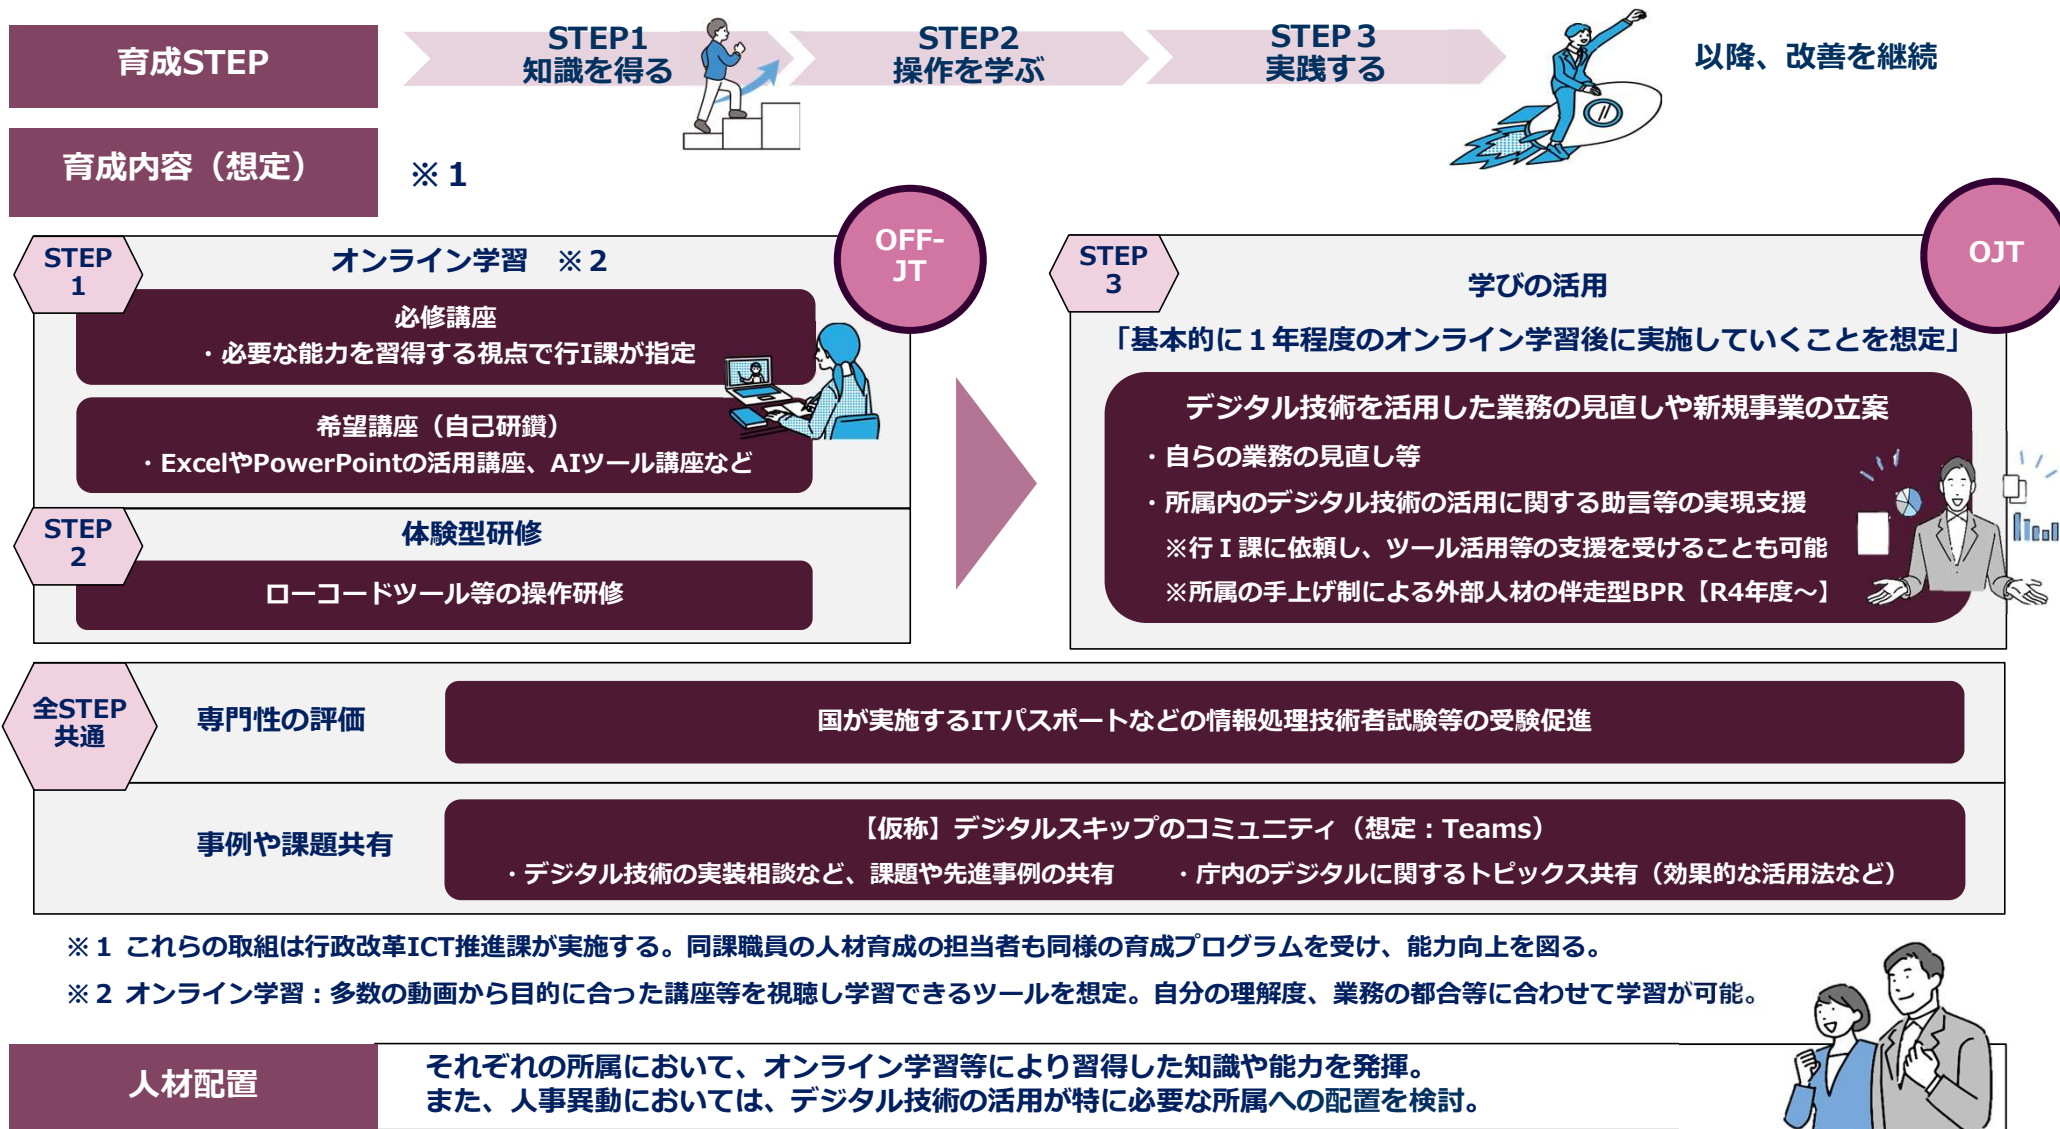 育成STEP
STEP1
知識を得る
STEP2
操作を学ぶ
STEP３
実践する
以降、改善を継続
育成内容（想定）
※１
STEP
1
オンライン学習　※２
OFF-
JT
必修講座
・必要な能力を習得する視点で行I課が指定
希望講座（自己研鑽）
・ExcelやPowerPointの活用講座、AIツール講座など
STEP
2
体験型研修
ローコードツール等の操作研修
STEP
3
OJT
学びの活用
「基本的に１年程度のオンライン学習後に実施していくことを想定」
デジタル技術を活用した業務の見直しや新規事業の立案
・自らの業務の見直し等
・所属内のデジタル技術の活用に関する助言等の実現支援
※行Ｉ課に依頼し、ツール活用等の支援を受けることも可能
※所属の手上げ制による外部人材の伴走型BPR【R4年度～】
全STEP
共通
専門性の評価
国が実施するITパスポートなどの情報処理技術者試験等の受験促進
事例や課題共有
【仮称】デジタルスキップのコミュニティ（想定：Teams）
・デジタル技術の実装相談など、課題や先進事例の共有　　・庁内のデジタルに関するトピックス共有（効果的な活用法など）
※１ これらの取組は行政改革ICT推進課が実施する。同課職員の人材育成の担当者も同様の育成プログラムを受け、能力向上を図る。
※２ オンライン学習：多数の動画から目的に合った講座等を視聴し学習できるツールを想定。自分の理解度、業務の都合等に合わせて学習が可能。
人材配置
それぞれの所属において、オンライン学習等により習得した知識や能力を発揮。
また、人事異動においては、デジタル技術の活用が特に必要な所属への配置を検討。